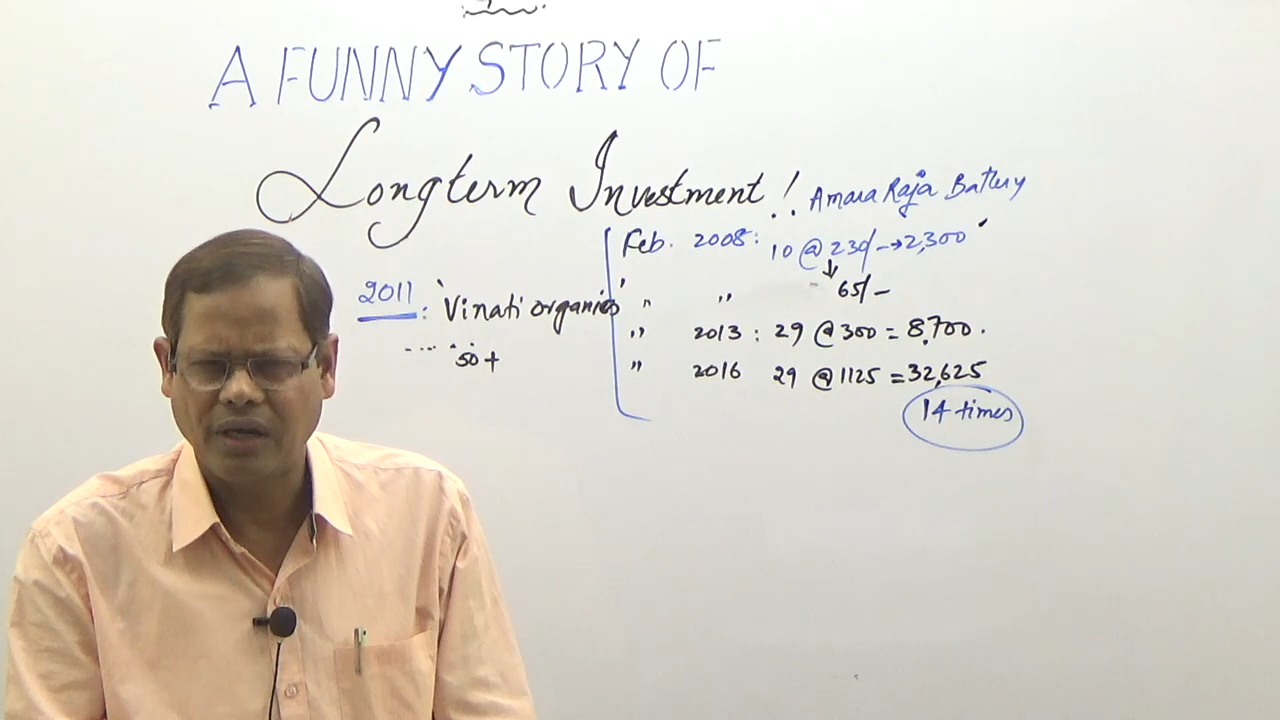 A FUNNY STORY OF
Longterm Investment!..
Amara Raja Battery
Feb. 2008: 10 @ 230/- → 2,300
" " 65/-
" 2013 : 29 @ 300 = 8,700.
" 2016 29 @ 1125 = 32,625
14 times
2011 : 'Vinati organics'
50+